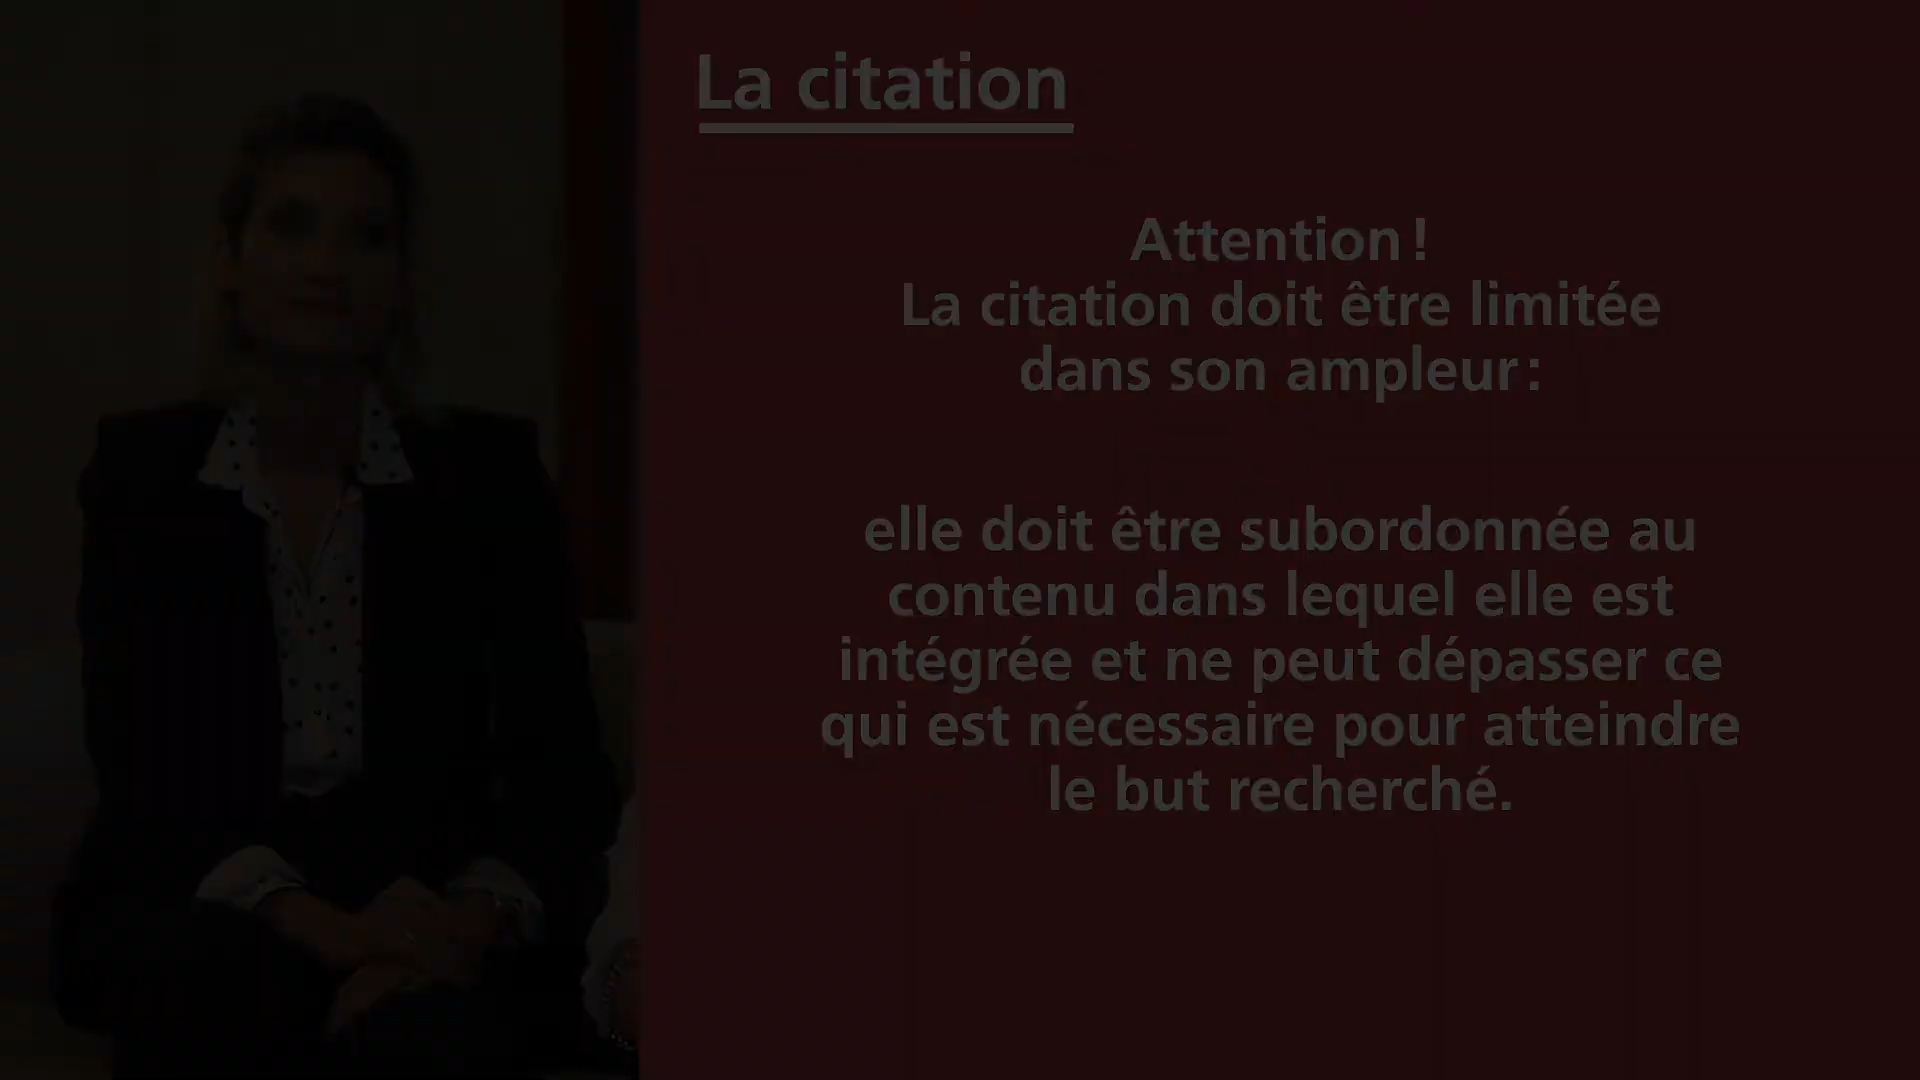 La citation
Attention !
La citation doit être limitée
dans son ampleur :
elle doit être subordonnée au
contenu dans lequel elle est
intégrée et ne peut dépasser ce
qui est nécessaire pour atteindre
le but recherché.